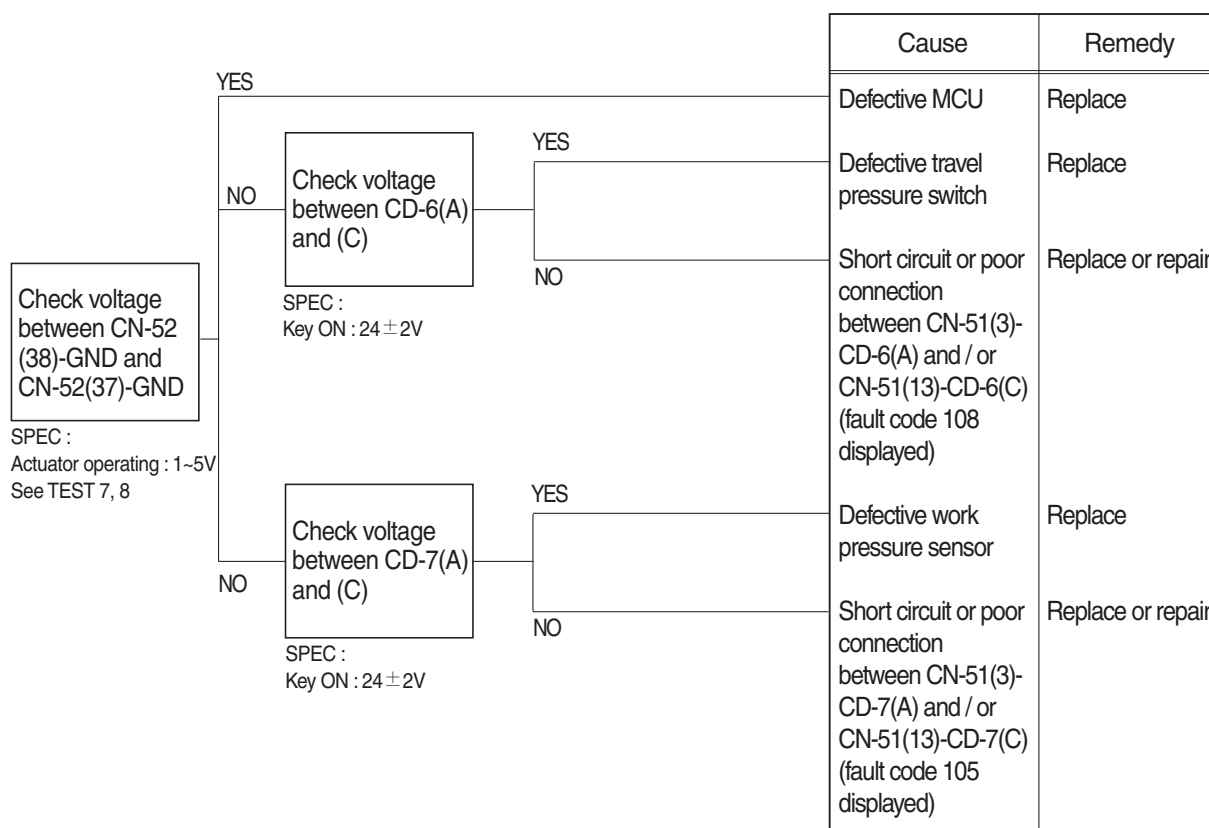 Cause
Remedy
YES
Defective MCU
Replace
NO
Check voltage
between CD-6(A)
and (C)
SPEC :
Key ON : 24±2V
YES
Defective travel
pressure switch
Replace
NO
Short circuit or poor
connection
between CN-51(3)-
CD-6(A) and / or
CN-51(13)-CD-6(C)
(fault code 108
displayed)
Replace or repair
Check voltage
between CN-52
(38)-GND and
CN-52(37)-GND
SPEC :
Actuator operating : 1~5V
See TEST 7, 8
NO
Check voltage
between CD-7(A)
and (C)
SPEC :
Key ON : 24±2V
YES
Defective work
pressure sensor
Replace
NO
Short circuit or poor
connection
between CN-51(3)-
CD-7(A) and / or
CN-51(13)-CD-7(C)
(fault code 105
displayed)
Replace or repair